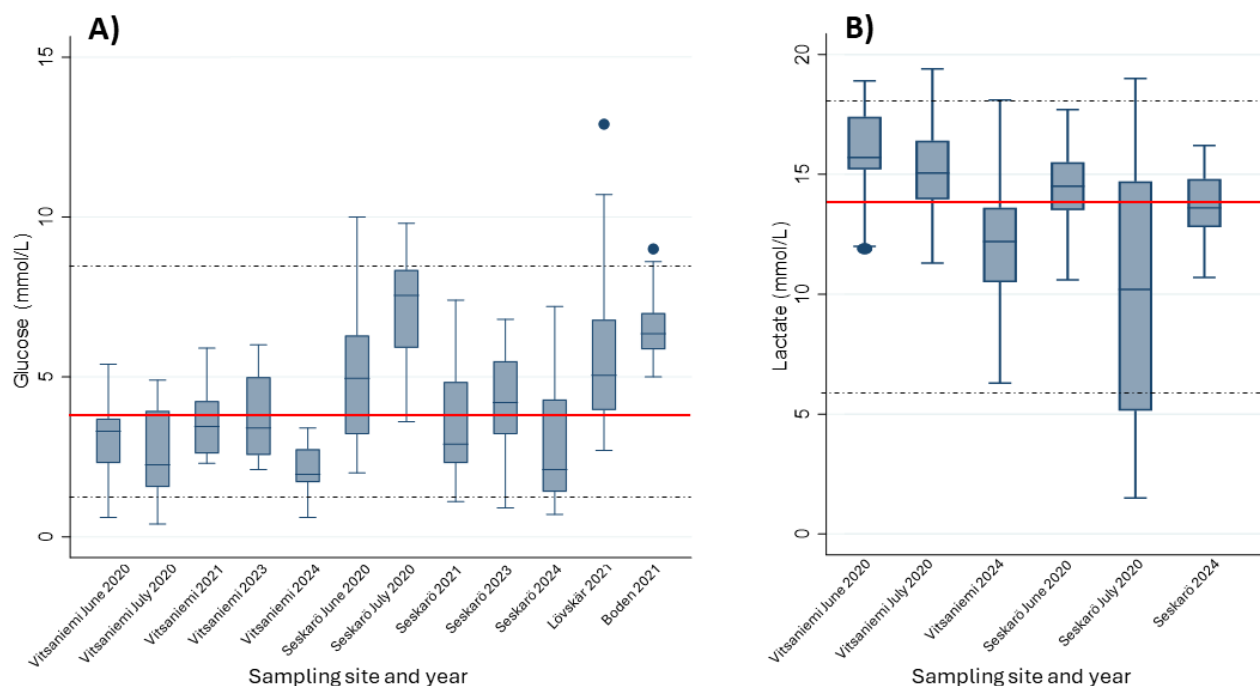 A)
15
10
5
0
Glucose (mmol/L)
Vitsaniemi June 2020
Vitsaniemi July 2020
Vitsaniemi 2021
Vitsaniemi 2023
Vitsaniemi 2024
Seskarö June 2020
Seskarö July 2020
Seskarö 2021
Seskarö 2023
Seskarö 2024
Lövskär 2021
Boden 2021
Sampling site and year
B)
20
15
10
5
0
Lactate (mmol/L)
Vitsaniemi June 2020
Vitsaniemi July 2020
Vitsaniemi 2024
Seskarö June 2020
Seskarö July 2020
Seskarö 2024
Sampling site and year